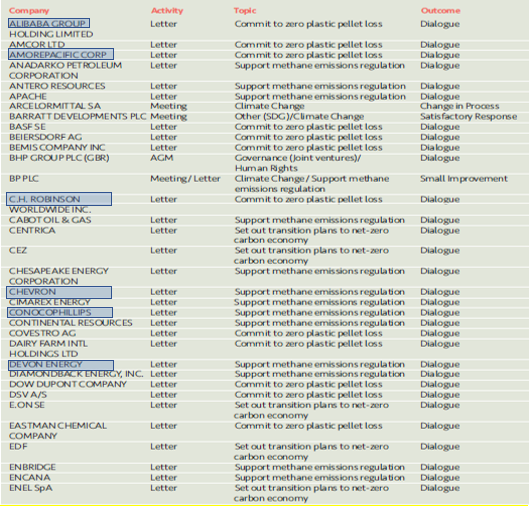 Company Activity Topic Outcome
ALIBABA GROUP Letter Commit to zero plastic pellet loss Dialogue
HOLDING LIMITED
AMCOR LTD Letter Commit to zero plastic pellet loss Dialogue
AMOREPACIFIC CORP Letter Commit to zero plastic pellet loss Dialogue
ANADARKO PETROLEUM Letter Support methane emissions regulation Dialogue
CORPORATION
ANTERO RESOURCES Letter Support methane emissions regulation Dialogue
APACHE Letter Support methane emissions regulation Dialogue
ARCELORMITTAL SA Meeting Climate Change Change in Process
BARRATT DEVELOPMENTS PLC Meeting Other (SDG)/Climate Change Satisfactory Response
BASF SE Letter Commit to zero plastic pellet loss Dialogue
BEIERSDORF AG Letter Commit to zero plastic pellet loss Dialogue
BEMIS COMPANY INC Letter Commit to zero plastic pellet loss Dialogue
BHP GROUP PLC (GBR) AGM Governance (Joint ventures)/ Dialogue
Human Rights
BP PLC Meeting/ Letter Climate Change/ Support methane Small Improvement
emissions regulation
C.H. ROBINSON Letter Commit to zero plastic pellet loss Dialogue
WORLDWIDE INC.
CABOT OIL & GAS Letter Support methane emissions regulation Dialogue
CENTRICA Letter Set out transition plans to net-zero Dialogue
carbon economy
CEZ Letter Set out transition plans to net-zero Dialogue
carbon economy
CHESAPEAKE ENERGY Letter Support methane emissions regulation Dialogue
CORPORATION
CHEVRON Letter Support methane emissions regulation Dialogue
CIMAREX ENERGY Letter Support methane emissions regulation Dialogue
CONOCOPHILLIPS Letter Support methane emissions regulation Dialogue
CONTINENTAL RESOURCES Letter Support methane emissions regulation Dialogue
COVESTRO AG Letter Commit to zero plastic pellet loss Dialogue
DAIRY FARM INTL Letter Commit to zero plastic pellet loss Dialogue
HOLDINGS LTD
DEVON ENERGY Letter Support methane emissions regulation Dialogue
DIAMONDBACK ENERGY, INC. Letter Support methane emissions regulation Dialogue
DOW DUPONT COMPANY Letter Commit to zero plastic pellet loss Dialogue
DSV A/S Letter Commit to zero plastic pellet loss Dialogue
E.ON SE Letter Set out transition plans to net-zero Dialogue
carbon economy
EASTMAN CHEMICAL Letter Commit to zero plastic pellet loss Dialogue
COMPANY
EDF Letter Set out transition plans to net-zero Dialogue
carbon economy
ENBRIDGE Letter Support methane emissions regulation Dialogue
ENCANA Letter Support methane emissions regulation Dialogue
ENEL SpA Letter Set out transition plans to net-zero Dialogue
carbon economy